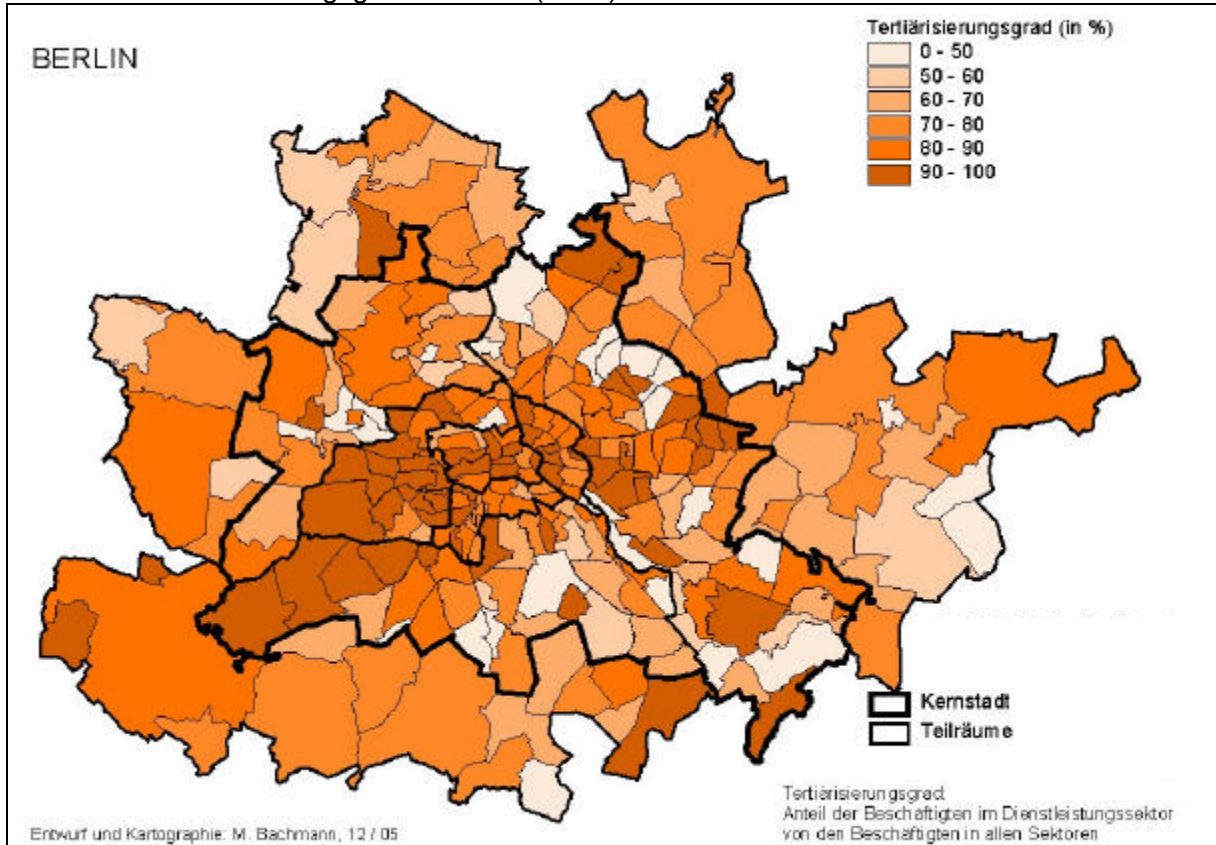 BERLIN
Tertiärisierungsgrad (in %)
0 - 50
50 - 60
60 - 70
70 - 80
80 - 90
90 - 100
Kernstadt
Teilräume
Tertiärisierungsgrad:
Anteil der Beschäftigten im Dienstleistungssektor
von den Beschäftigten in allen Sektoren
Entwurf und Kartographie: M. Bachmann, 12 / 05